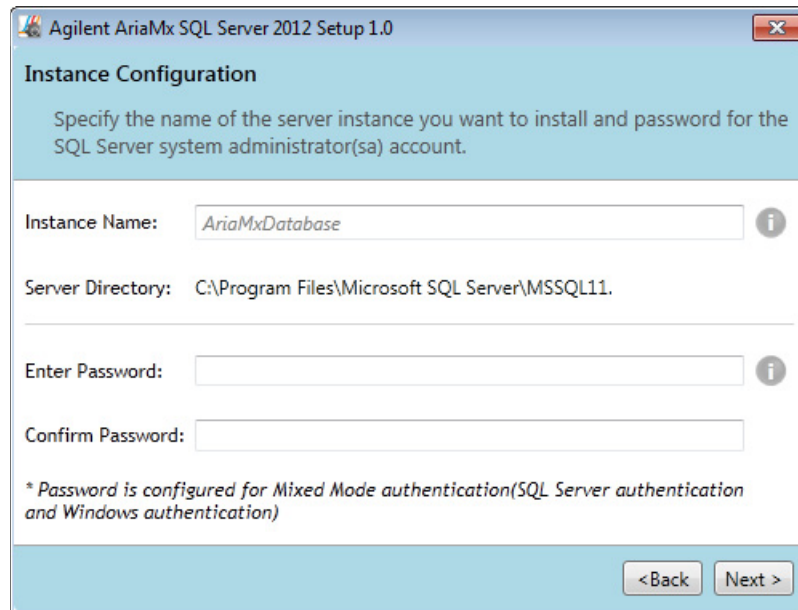 Agilent AriaMx SQL Server 2012 Setup 1.0
Instance Configuration
Specify the name of the server instance you want to install and password for the
SQL Server system administrator(sa) account.
Instance Name: AriaMxDatabase
Server Directory: C:\Program Files\Microsoft SQL Server\MSSQL11.
Enter Password:
Confirm Password:
* Password is configured for Mixed Mode authentication(SQL Server authentication
and Windows authentication)
<Back Next >